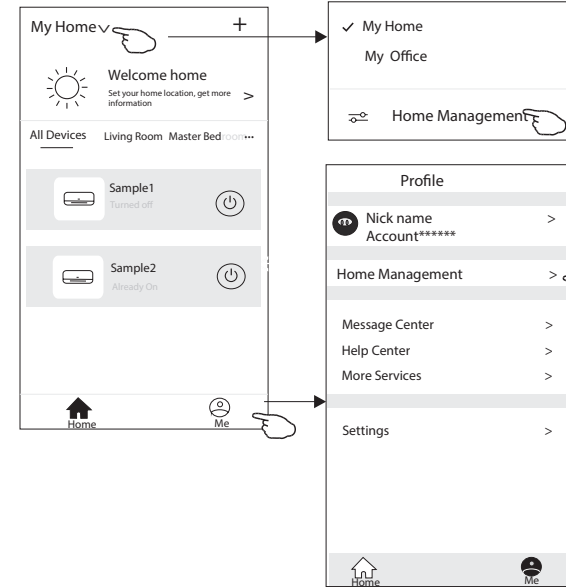 My Home
+
Welcome home
Set your home location, get more
information
>
All Devices Living Room Master Bedroom •••
Sample1
Turned off
Sample2
Already On
Home Me
✓ My Home
My Office
Home Management
Profile
Nick name >
Account******
Home Management >
Message Center >
Help Center >
More Services >
Settings >
Home Me